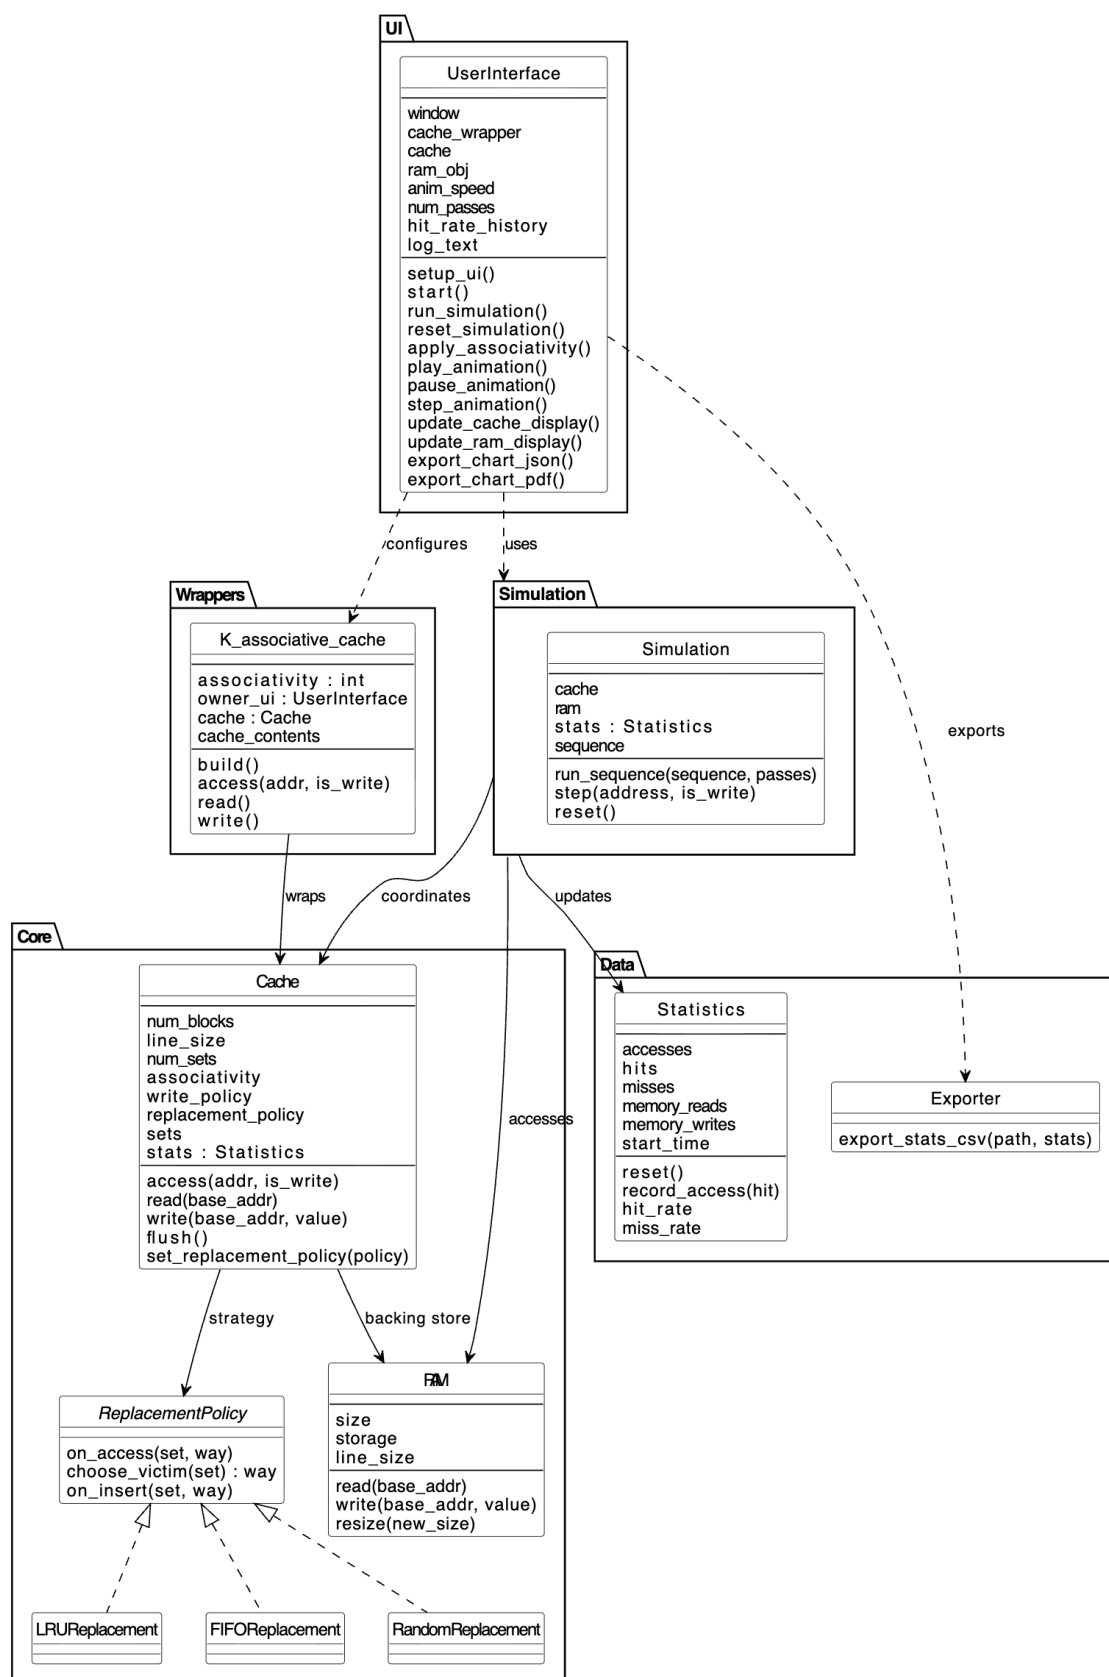 UI
UserInterface
window
cache_wrapper
cache
ram_obj
anim_speed
num_passes
hit_rate_history
log_text
setup_ui()
start()
run_simulation()
reset_simulation()
apply_associativity()
play_animation()
pause_animation()
step_animation()
update_cache_display()
update_ram_display()
export_chart_json()
export_chart_pdf()
configures
uses
exports
Wrappers
K_associative_cache
associativity : int
owner_ui : UserInterface
cache : Cache
cache_contents
build()
access(addr, is_write)
read()
write()
Simulation
Simulation
cache
ram
stats : Statistics
sequence
run_sequence(sequence, passes)
step(address, is_write)
reset()
wraps
coordinates
updates
accesses
Core
Cache
num_blocks
line_size
num_sets
associativity
write_policy
replacement_policy
sets
stats : Statistics
access(addr, is_write)
read(base_addr)
write(base_addr, value)
flush()
set_replacement_policy(policy)
Data
Statistics
accesses
hits
misses
memory_reads
memory_writes
start_time
reset()
record_access(hit)
hit_rate
miss_rate
Exporter
export_stats_csv(path, stats)
strategy
backing store
ReplacementPolicy
on_access(set, way)
choose_victim(set) : way
on_insert(set, way)
RAM
size
storage
line_size
read(base_addr)
write(base_addr, value)
resize(new_size)
LRUReplacement
FIFOReplacement
RandomReplacement